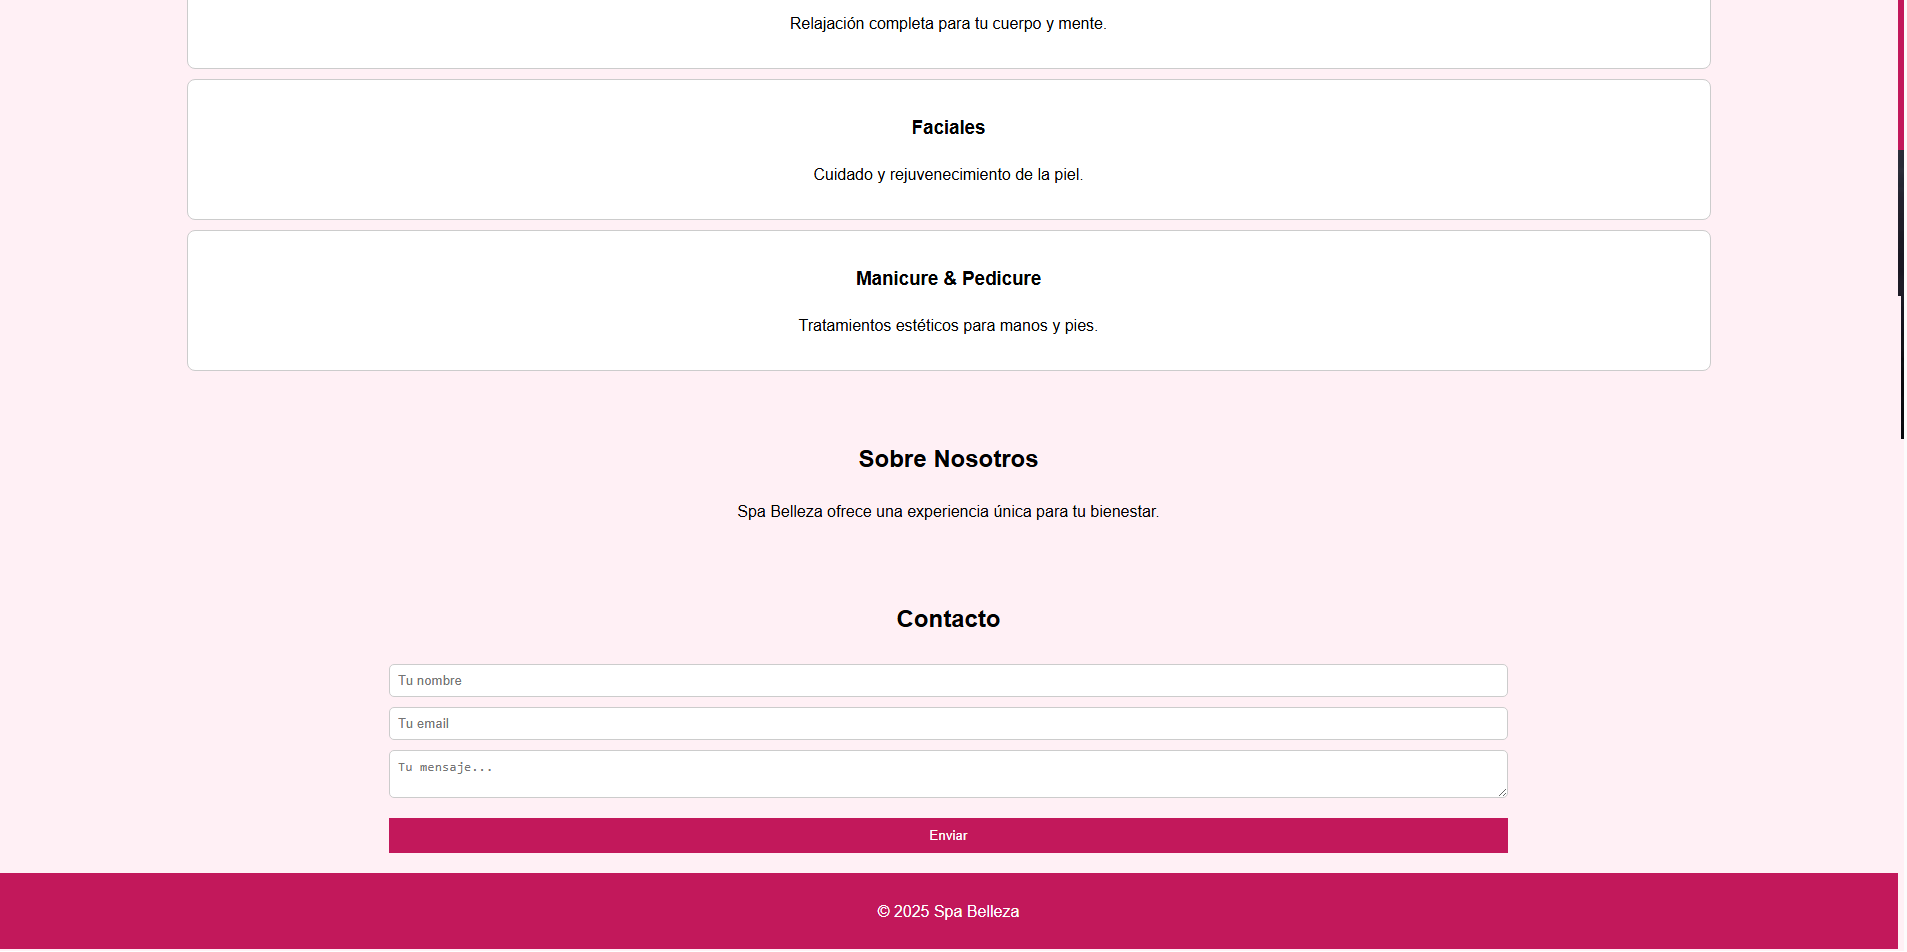 Relajación completa para tu cuerpo y mente.
Faciales
Cuidado y rejuvenecimiento de la piel.
Manicure & Pedicure
Tratamientos estéticos para manos y pies.
Sobre Nosotros
Spa Belleza ofrece una experiencia única para tu bienestar.
Contacto
Tu nombre
Tu email
Tu mensaje...
Enviar
© 2025 Spa Belleza